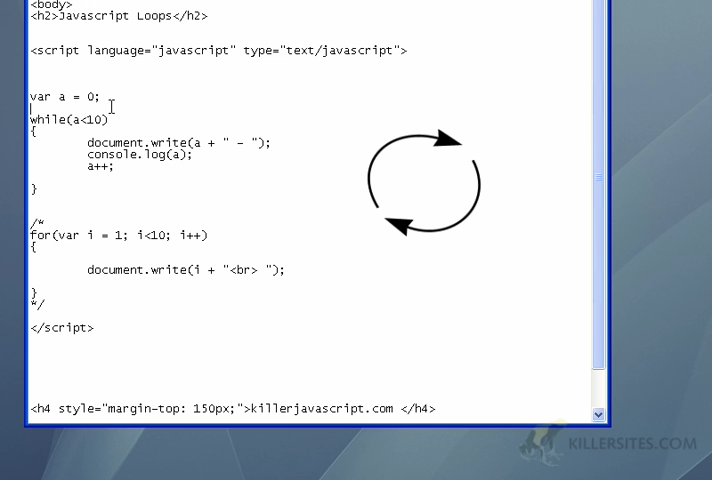 <body>
<h2>Javascript Loops</h2>
<script language="javascript" type="text/javascript">
var a = 0;
while(a<10)
{
document.write(a + " - ");
console.log(a);
a++;
}
/*
for(var i = 1; i<10; i++)
{
document.write(i + "<br> ");
}
*/
</script>
<h4 style="margin-top: 150px;">killerjavascript.com </h4>
KILLERSITES.COM